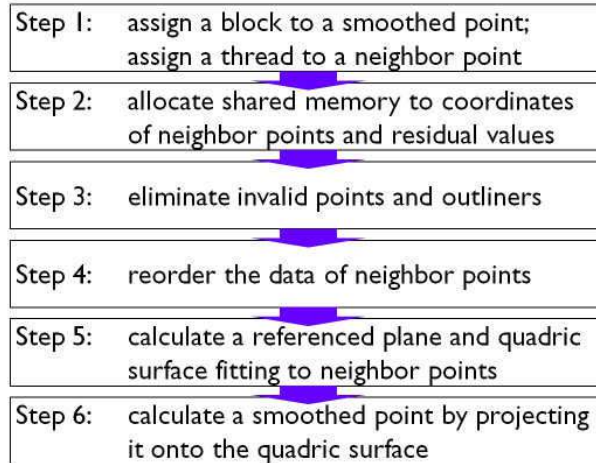 Step 1: assign a block to a smoothed point;
assign a thread to a neighbor point
Step 2: allocate shared memory to coordinates
of neighbor points and residual values
Step 3: eliminate invalid points and outliners
Step 4: reorder the data of neighbor points
Step 5: calculate a referenced plane and quadric
surface fitting to neighbor points
Step 6: calculate a smoothed point by projecting
it onto the quadric surface